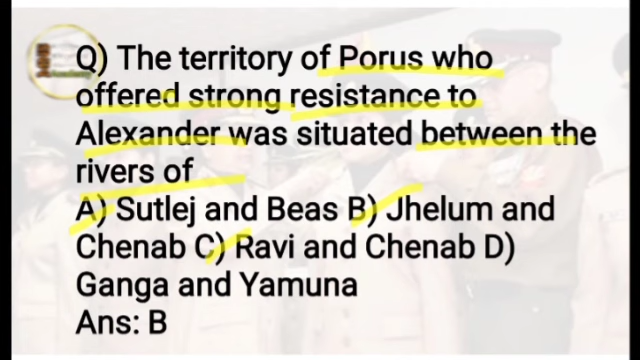 Q) The territory of Porus who
offered strong resistance to
Alexander was situated between the
rivers of
A) Sutlej and Beas B) Jhelum and
Chenab C) Ravi and Chenab D)
Ganga and Yamuna
Ans: B